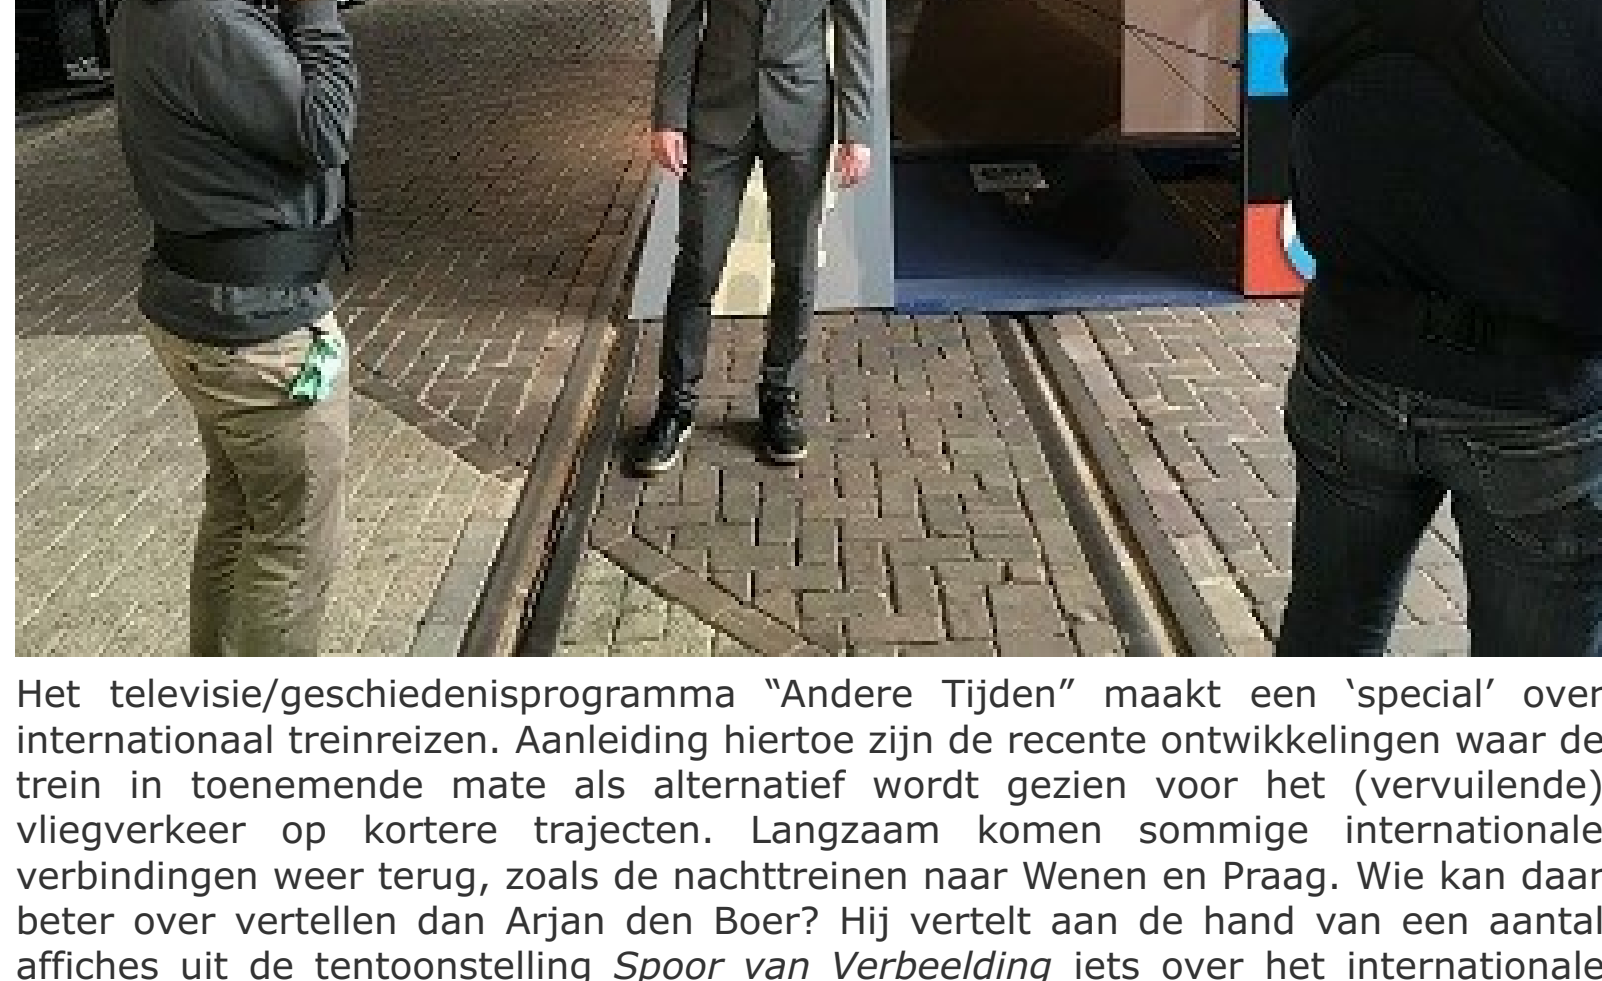 Het televisie/geschiedenisprogramma “Andere Tijden” maakt een ‘special’ over
internationaal treinreizen. Aanleiding hiertoe zijn de recente ontwikkelingen waar de
trein in toenemende mate als alternatief wordt gezien voor het (vervuilende)
vliegverkeer op kortere trajecten. Langzaam komen sommige internationale
verbindingen weer terug, zoals de nachttreinen naar Wenen en Praag. Wie kan daar
beter over vertellen dan Arjan den Boer? Hij vertelt aan de hand van een aantal
affiches uit de tentoonstelling Spoor van Verbeelding iets over het internationale